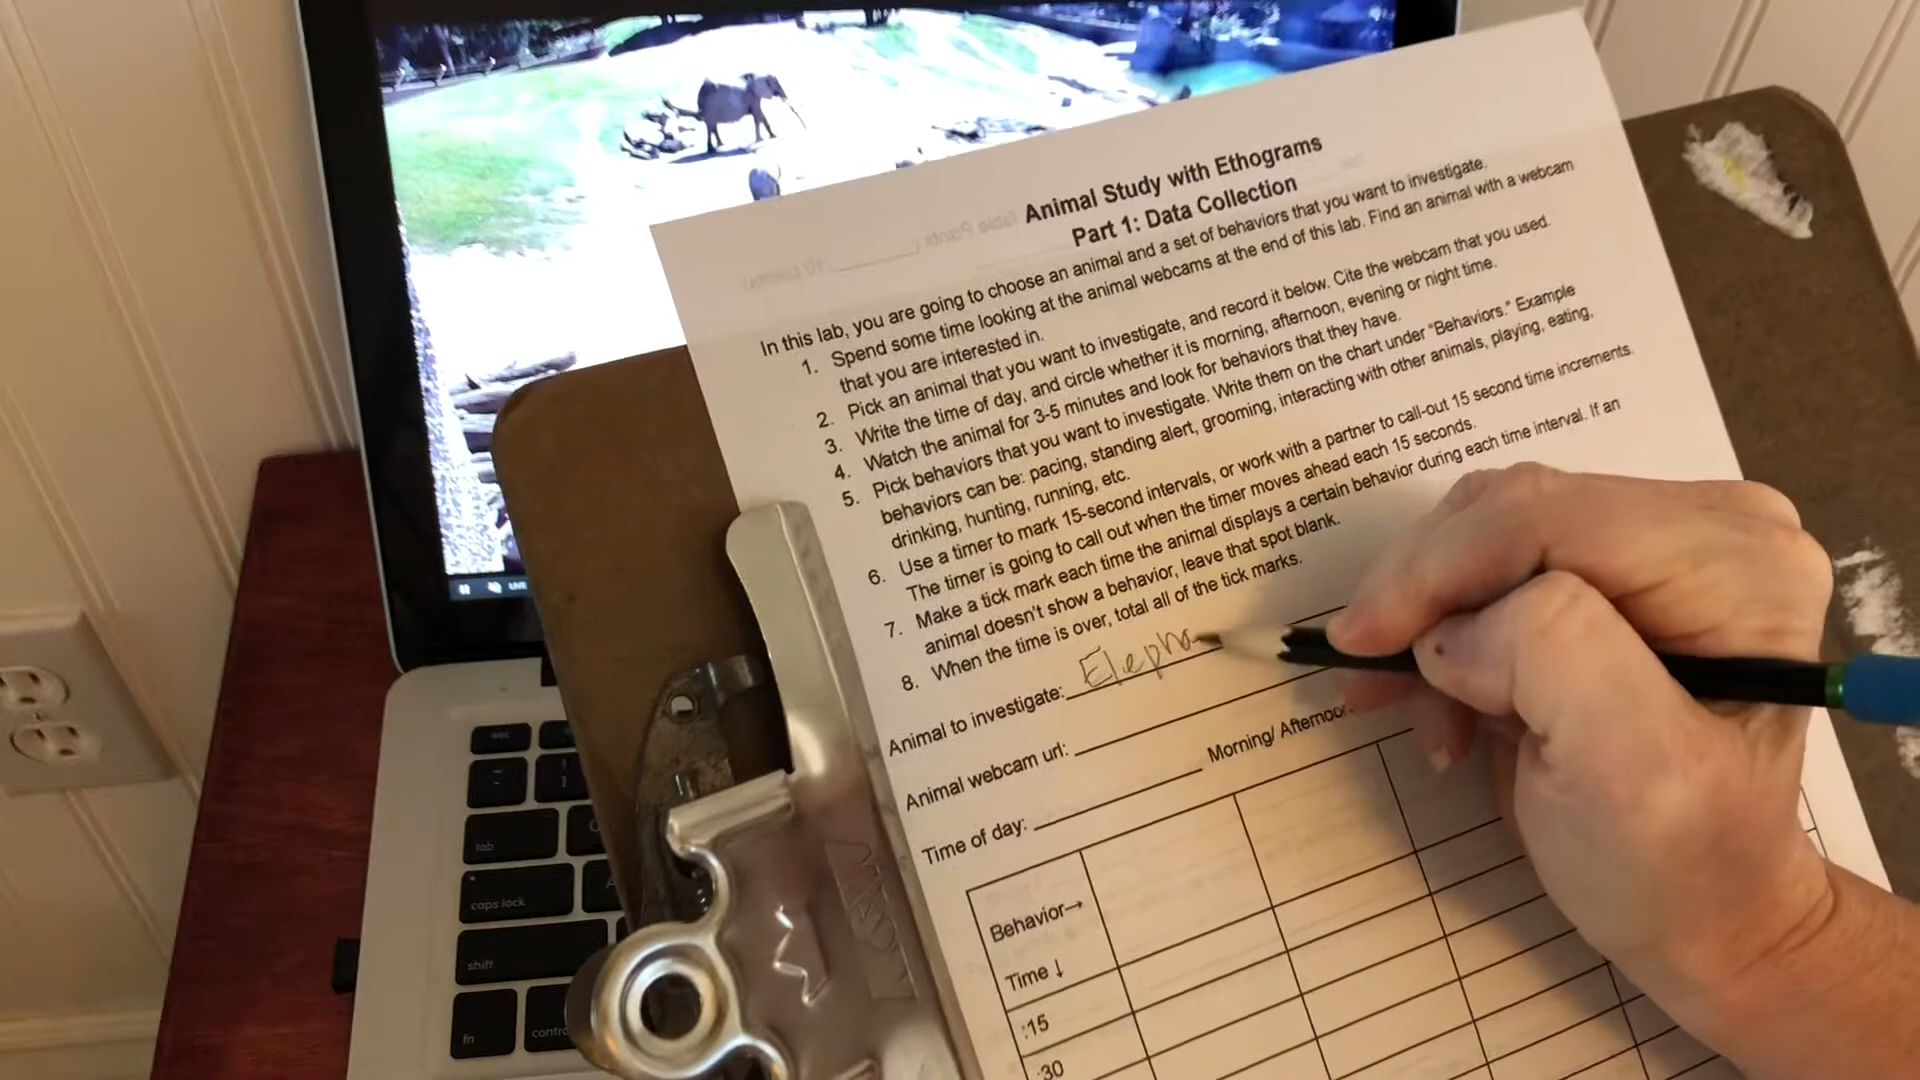 Animal Study with Ethograms
Part 1: Data Collection
In this lab, you are going to choose an animal and a set of behaviors that you want to investigate.
1. Spend some time looking at the animal webcams at the end of this lab. Find an animal with a webcam
that you are interested in.
2. Pick an animal that you want to investigate, and record it below. Cite the webcam that you used.
3. Write the time of day, and circle whether it is morning, afternoon, evening or night time.
4. Watch the animal for 3-5 minutes and look for behaviors that they have.
5. Pick behaviors that you want to investigate. Write them on the chart under "Behaviors." Example
behaviors can be: pacing, standing alert, grooming, interacting with other animals, playing, eating,
drinking, hunting, running, etc.
6. Use a timer to mark 15-second intervals, or work with a partner to call-out 15 second time increments.
The timer is going to call out when the timer moves ahead each 15 seconds.
7. Make a tick mark each time the animal displays a certain behavior during each time interval. If an
animal doesn't show a behavior, leave that spot blank.
8. When the time is over, total all of the tick marks.
Animal to investigate: Elepha
Animal webcam url:
Time of day: Morning/ Afternoon
Behavior→
Time ↓
:15
:30
LIVE
esc
tab
caps lock
A
shift
fn
contro